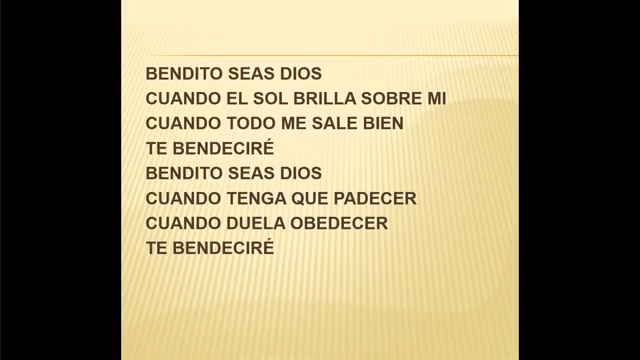 BENDITO SEAS DIOS
CUANDO EL SOL BRILLA SOBRE MI
CUANDO TODO ME SALE BIEN
TE BENDECIRÉ
BENDITO SEAS DIOS
CUANDO TENGA QUE PADECER
CUANDO DUELA OBEDECER
TE BENDECIRÉ